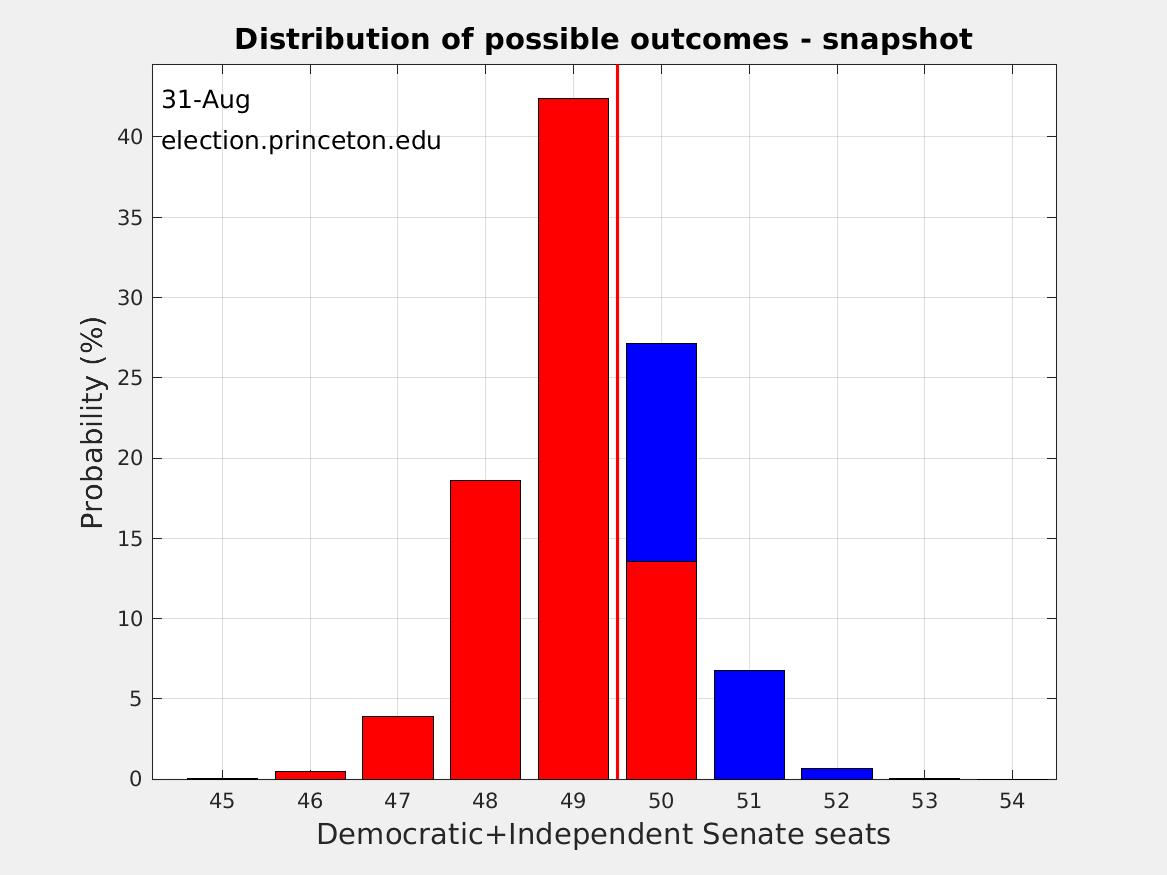 Distribution of possible outcomes - snapshot
31-Aug
election.princeton.edu
40
35
30
25
20
15
10
5
0
Probability (%)
45 46 47 48 49 50 51 52 53 54
Democratic+Independent Senate seats